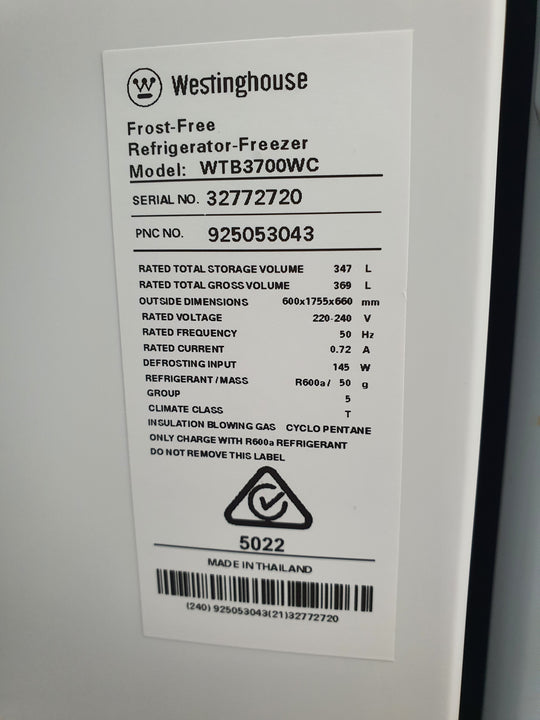 W Westinghouse
Frost-Free
Refrigerator-Freezer
Model: WTB3700WC
SERIAL NO. 32772720
PNC NO. 925053043
RATED TOTAL STORAGE VOLUME 347 L
RATED TOTAL GROSS VOLUME 369 L
OUTSIDE DIMENSIONS 600x1755x660 mm
RATED VOLTAGE 220-240 V
RATED FREQUENCY 50 Hz
RATED CURRENT 0.72 A
DEFROSTING INPUT 145 W
REFRIGERANT/MASS R600a/ 50 g
GROUP 5
CLIMATE CLASS T
INSULATION BLOWING GAS CYCLO PENTANE
ONLY CHARGE WITH R600a REFRIGERANT
DO NOT REMOVE THIS LABEL
5022
MADE IN THAILAND
(240) 925053043(21)32772720